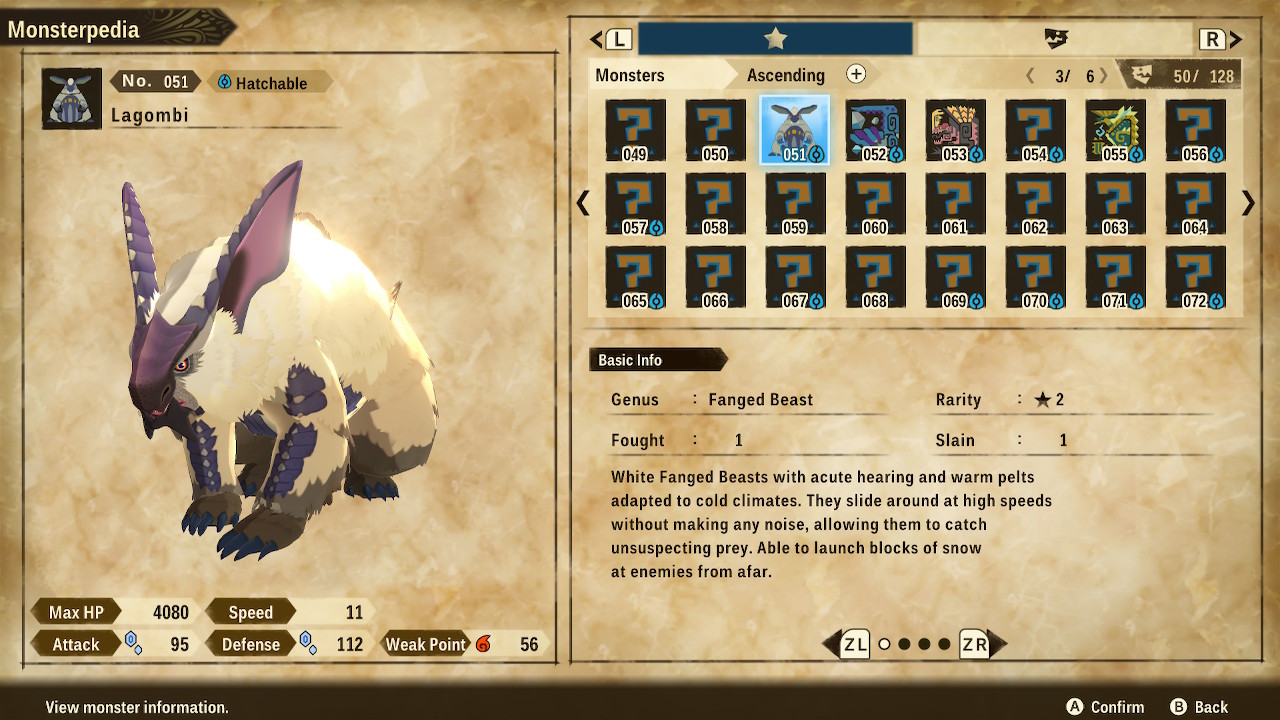 Monsterpedia
No. 051 Hatchable
Lagombi
L R
Monsters Ascending 3/ 6 50/ 128
049 050 051 052 053 054 055 056
057 058 059 060 061 062 063 064
065 066 067 068 069 070 071 072
Basic Info
Genus : Fanged Beast Rarity : ★2
Fought : 1 Slain : 1
White Fanged Beasts with acute hearing and warm pelts
adapted to cold climates. They slide around at high speeds
without making any noise, allowing them to catch
unsuspecting prey. Able to launch blocks of snow
at enemies from afar.
Max HP 4080 Speed 11
Attack 95 Defense 112 Weak Point 56
ZL ZR
View monster information.
A Confirm B Back